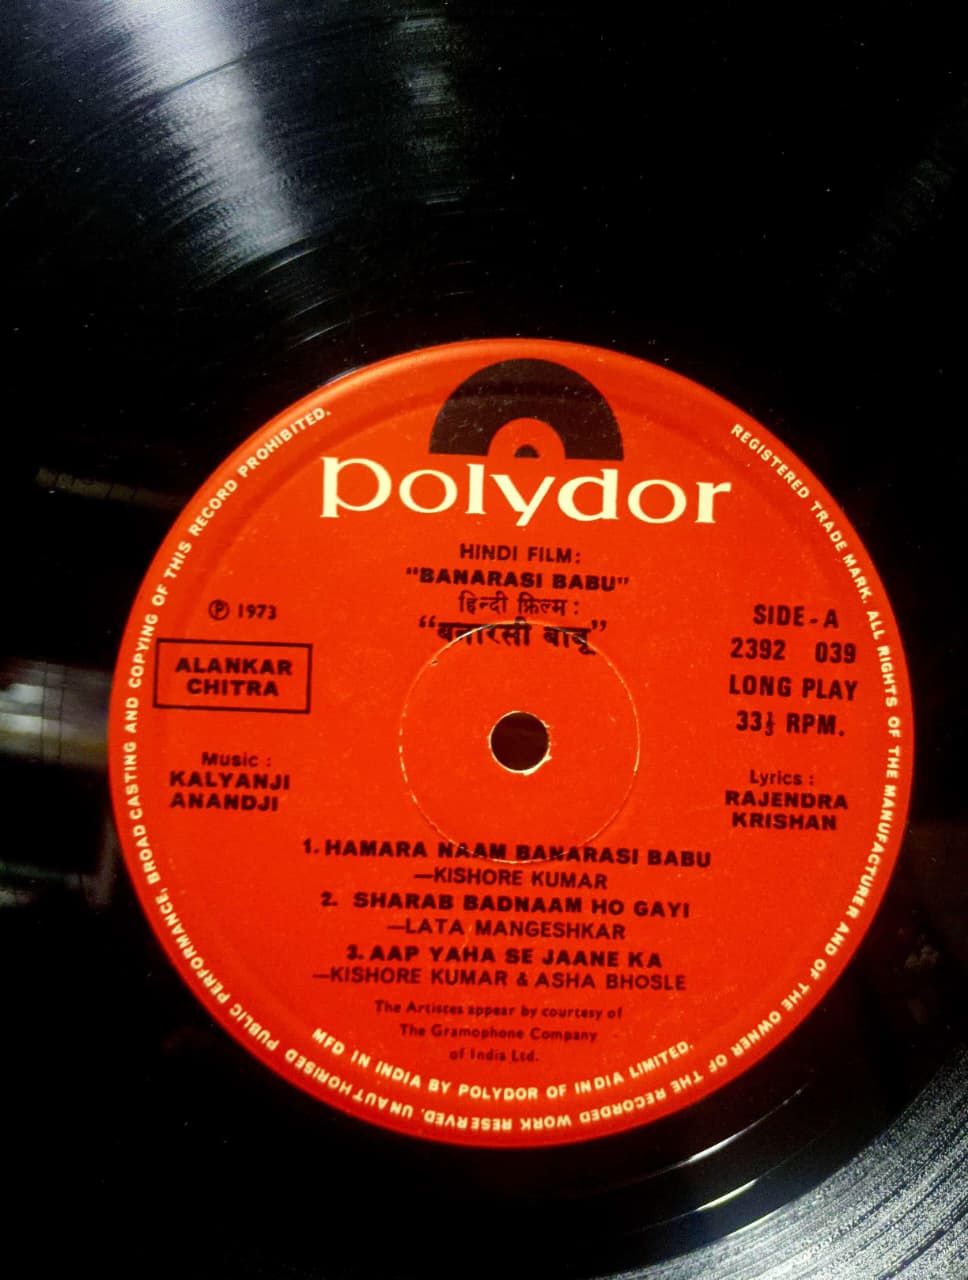 polydor
HINDI FILM:
"BANARASI BABU"
हिन्दी फ़िल्म :
“बनारसी बाबू”
Ⓟ 1973
ALANKAR
CHITRA
SIDE-A
2392 039
LONG PLAY
33⅓ RPM.
Music :
KALYANJI
ANANDJI
Lyrics :
RAJENDRA
KRISHAN
1. HAMARA NAAM BANARASI BABU
—KISHORE KUMAR
2. SHARAB BADNAAM HO GAYI
—LATA MANGESHKAR
3. AAP YAHA SE JAANE KA
—KISHORE KUMAR & ASHA BHOSLE
The Artistes appear by courtesy of
The Gramophone Company
of India Ltd.
MFD IN INDIA BY POLYDOR OF INDIA LIMITED.
REGISTERED TRADE MARK. ALL RIGHTS OF THE MANUFACTURER AND OF THE OWNER OF THE RECORDED WORK RESERVED. UNAUTHORISED PUBLIC PERFORMANCE, BROADCASTING AND COPYING OF THIS RECORD PROHIBITED.